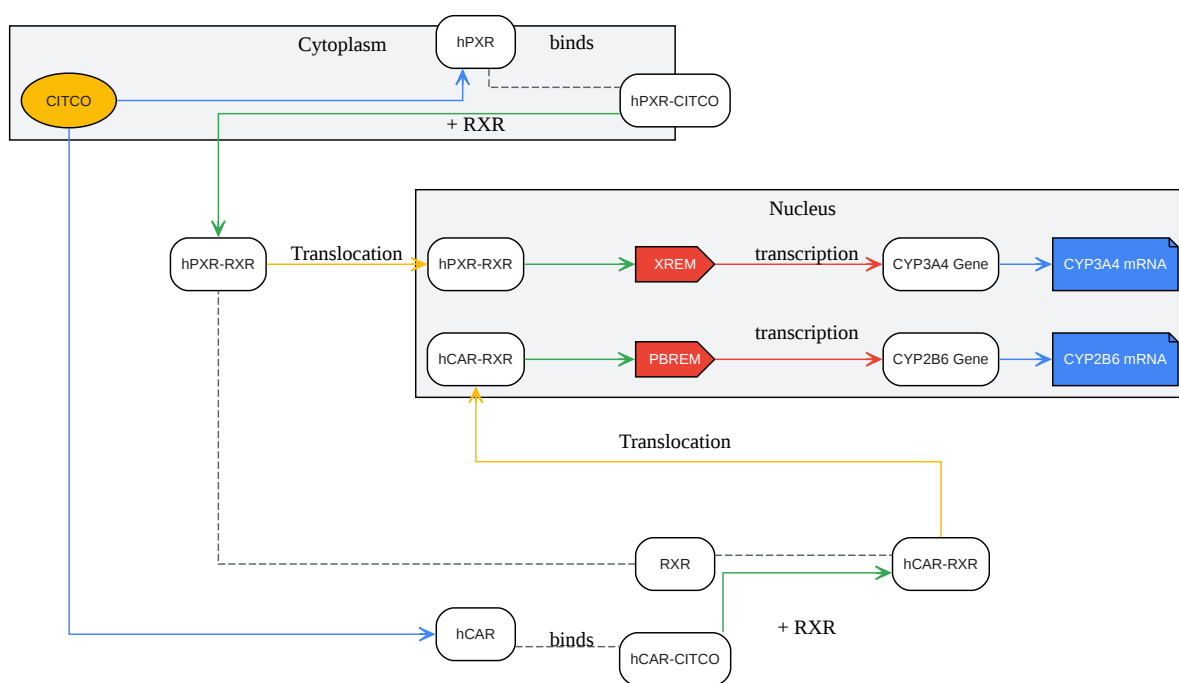 hPXR
Cytoplasm
binds
CITCO
hPXR-CITCO
+ RXR
Nucleus
hPXR-RXR
Translocation
hPXR-RXR
XREM
transcription
CYP3A4 Gene
CYP3A4 mRNA
hCAR-RXR
PBREM
transcription
CYP2B6 Gene
CYP2B6 mRNA
Translocation
RXR
hCAR-RXR
hCAR
binds
hCAR-CITCO
+ RXR